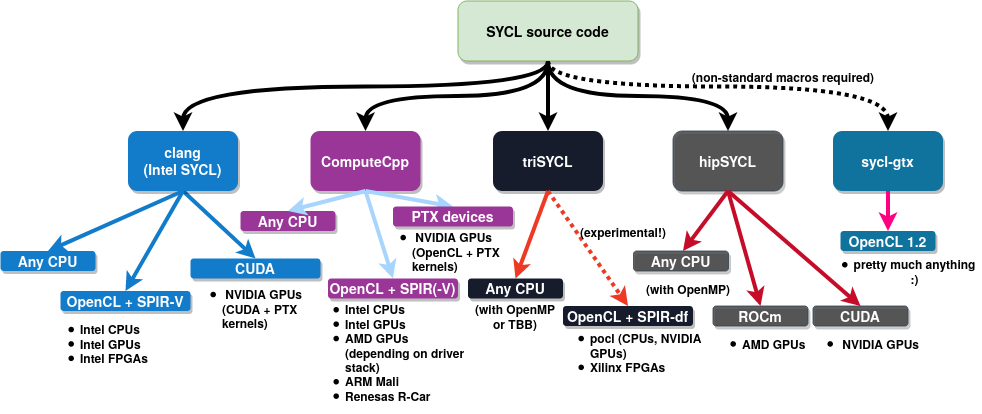 SYCL source code
(non-standard macros required)
clang
(Intel SYCL)
ComputeCpp
triSYCL
hipSYCL
sycl-gtx
Any CPU
OpenCL + SPIR-V
• Intel CPUs
• Intel GPUs
• Intel FPGAs
CUDA
• NVIDIA GPUs
(CUDA + PTX
kernels)
Any CPU
OpenCL + SPIR(-V)
• Intel CPUs
• Intel GPUs
• AMD GPUs
(depending on driver
stack)
• ARM Mali
• Renesas R-Car
PTX devices
• NVIDIA GPUs
(OpenCL + PTX
kernels)
Any CPU
(with OpenMP
or TBB)
(experimental!)
OpenCL + SPIR-df
• pocl (CPUs, NVIDIA
GPUs)
• Xilinx FPGAs
Any CPU
(with OpenMP)
ROCm
• AMD GPUs
CUDA
• NVIDIA GPUs
OpenCL 1.2
• pretty much anything
:)